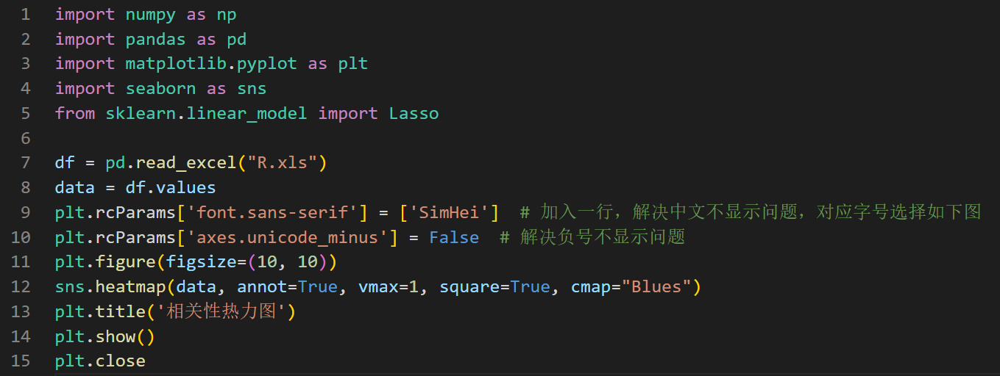 1 import numpy as np
2 import pandas as pd
3 import matplotlib.pyplot as plt
4 import seaborn as sns
5 from sklearn.linear_model import Lasso
6
7 df = pd.read_excel("R.xls")
8 data = df.values
9 plt.rcParams['font.sans-serif'] = ['SimHei']  # 加入一行，解决中文不显示问题，对应字号选择如下图
10 plt.rcParams['axes.unicode_minus'] = False  # 解决负号不显示问题
11 plt.figure(figsize=(10, 10))
12 sns.heatmap(data, annot=True, vmax=1, square=True, cmap="Blues")
13 plt.title('相关性热力图')
14 plt.show()
15 plt.close